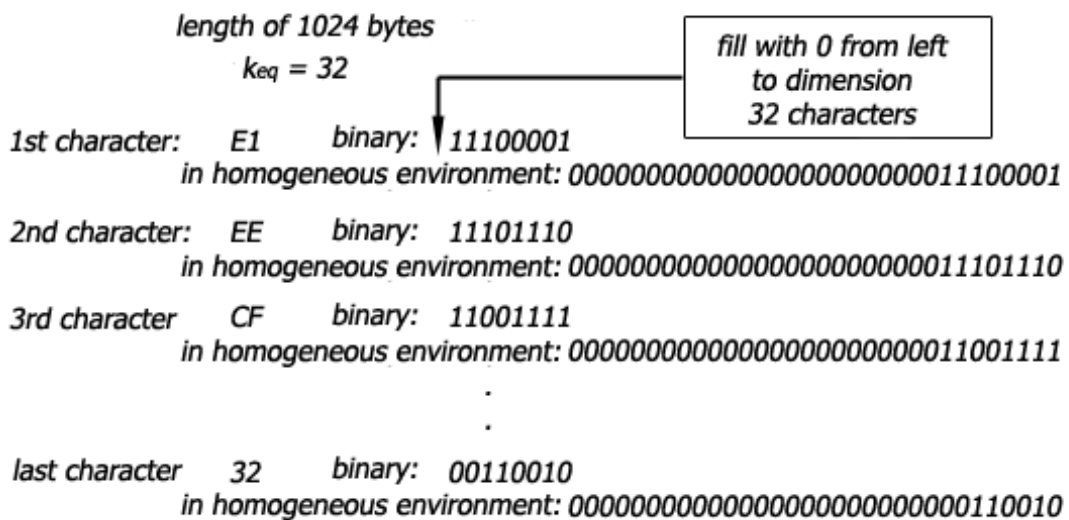 length of 1024 bytes
keq = 32
fill with 0 from left
to dimension
32 characters
1st character: E1 binary: 11100001
in homogeneous environment: 00000000000000000000000011100001
2nd character: EE binary: 11101110
in homogeneous environment: 00000000000000000000000011101110
3rd character CF binary: 11001111
in homogeneous environment: 00000000000000000000000011001111
.
.
last character 32 binary: 00110010
in homogeneous environment: 00000000000000000000000000110010